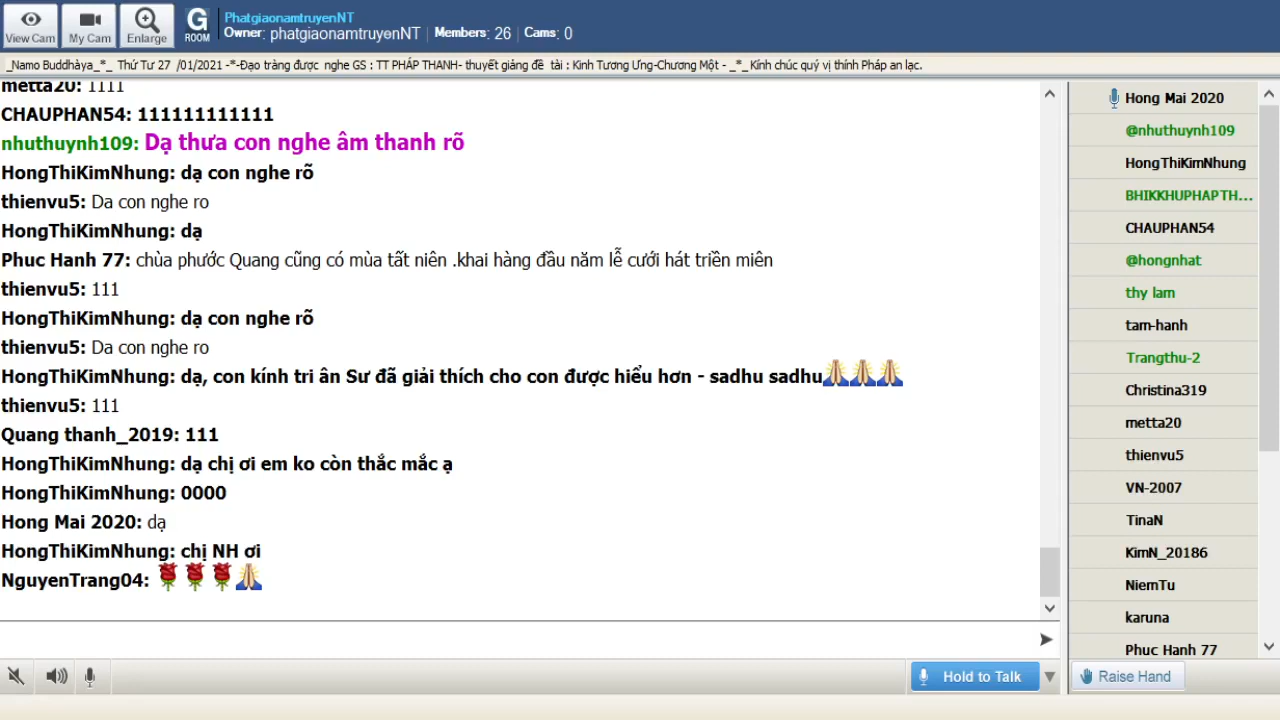 View Cam
My Cam
Enlarge
G
ROOM
PhatgiaonamtruyenNT
Owner: phatgiaonamtruyenNT | Members: 26 | Cams: 0
_Namo Buddhàya_*_ Thứ Tư 27 /01/2021 -*-Đạo tràng được nghe GS : TT PHÁP THANH- thuyết giảng đề tài : Kinh Tương Ưng-Chương Một - _*_Kính chúc quý vị thính Pháp an lạc.
metta20: 1111
CHAUPHAN54: 111111111111
nhuthuynh109: Dạ thưa con nghe âm thanh rõ
HongThiKimNhung: dạ con nghe rõ
thienvu5: Da con nghe ro
HongThiKimNhung: dạ
Phuc Hanh 77: chùa phước Quang cũng có mùa tất niên .khai hàng đầu năm lễ cưới hát triền miên
thienvu5: 111
HongThiKimNhung: dạ con nghe rõ
thienvu5: Da con nghe ro
HongThiKimNhung: dạ, con kính tri ân Sư đã giải thích cho con được hiểu hơn - sadhu sadhu
thienvu5: 111
Quang thanh_2019: 111
HongThiKimNhung: dạ chị ơi em ko còn thắc mắc ạ
HongThiKimNhung: 0000
Hong Mai 2020: dạ
HongThiKimNhung: chị NH ơi
NguyenTrang04:
Hold to Talk
Hong Mai 2020
@nhuthuynh109
HongThiKimNhung
BHIKKHUPHAPTH...
CHAUPHAN54
@hongnhat
thy lam
tam-hanh
Trangthu-2
Christina319
metta20
thienvu5
VN-2007
TinaN
KimN_20186
NiemTu
karuna
Phuc Hanh 77
Raise Hand